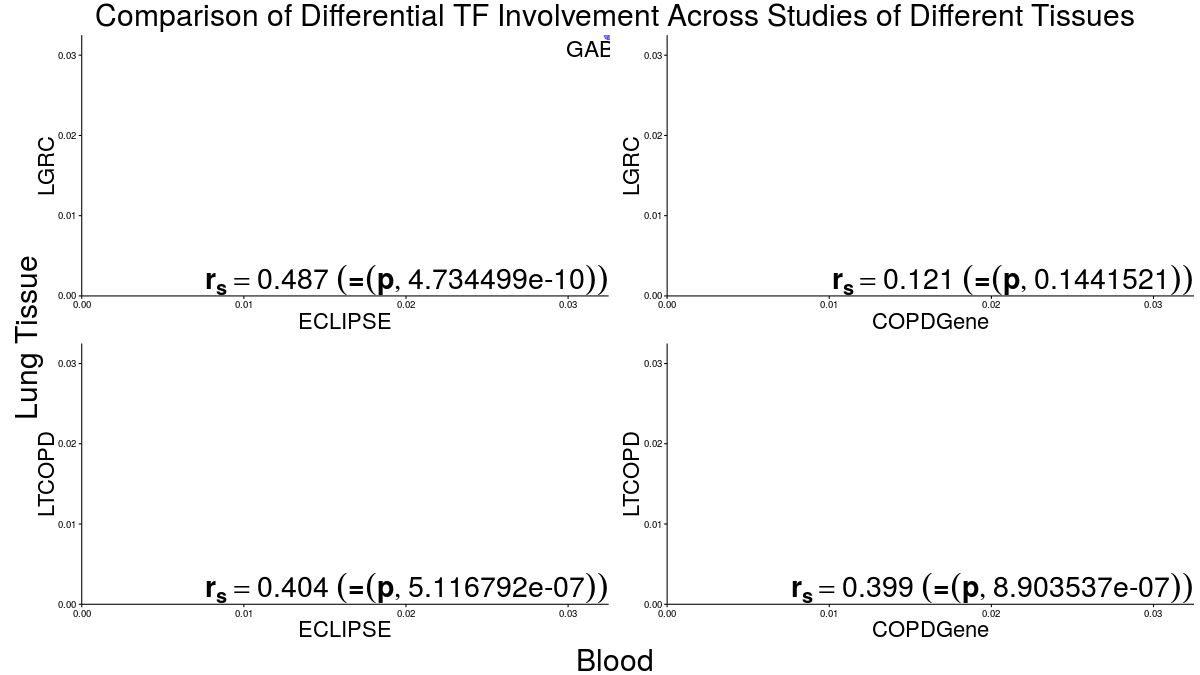 Comparison of Differential TF Involvement Across Studies of Different Tissues
Lung Tissue
LGRC
0.03
0.02
0.01
0.00
GAB
rs = 0.487 (=(p, 4.734499e-10))
0.00 0.01 0.02 0.03
ECLIPSE
LGRC
0.03
0.02
0.01
0.00
rs = 0.121 (=(p, 0.1441521))
0.00 0.01 0.02 0.03
COPDGene
LTCOPD
0.03
0.02
0.01
0.00
rs = 0.404 (=(p, 5.116792e-07))
0.00 0.01 0.02 0.03
ECLIPSE
LTCOPD
0.03
0.02
0.01
0.00
rs = 0.399 (=(p, 8.903537e-07))
0.00 0.01 0.02 0.03
COPDGene
Blood